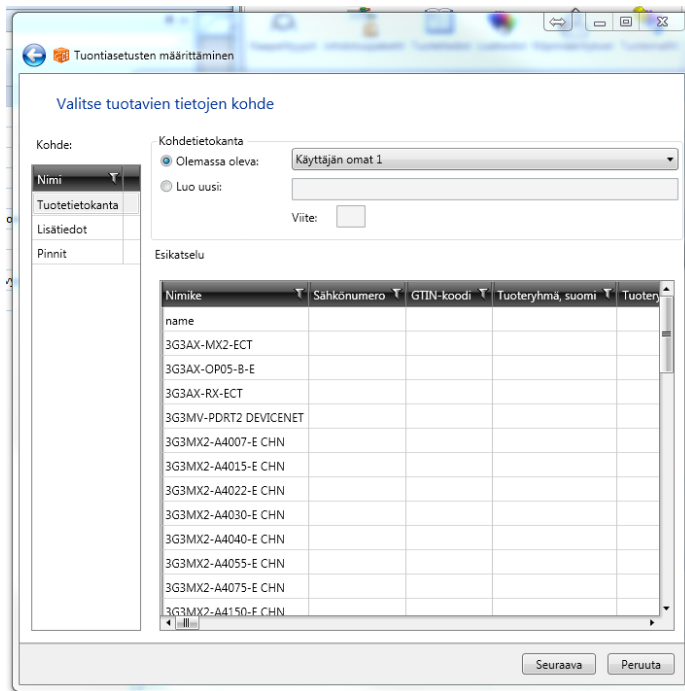 Tuontiasetusten määrittäminen
Valitse tuotavien tietojen kohde
Kohde:
Nimi
Tuotetietokanta
Lisätiedot
Pinnit
Kohdetietokanta
Olemassa oleva: Käyttäjän omat 1
Luo uusi:
Viite:
Esikatselu
Nimike Sähkönumero GTIN-koodi Tuoteryhmä, suomi Tuotery
name
3G3AX-MX2-ECT
3G3AX-OP05-B-E
3G3AX-RX-ECT
3G3MV-PDRT2 DEVICENET
3G3MX2-A4007-E CHN
3G3MX2-A4015-E CHN
3G3MX2-A4022-E CHN
3G3MX2-A4030-E CHN
3G3MX2-A4040-E CHN
3G3MX2-A4055-E CHN
3G3MX2-A4075-E CHN
3G3MX2-A4150-E CHN
Seuraava Peruuta